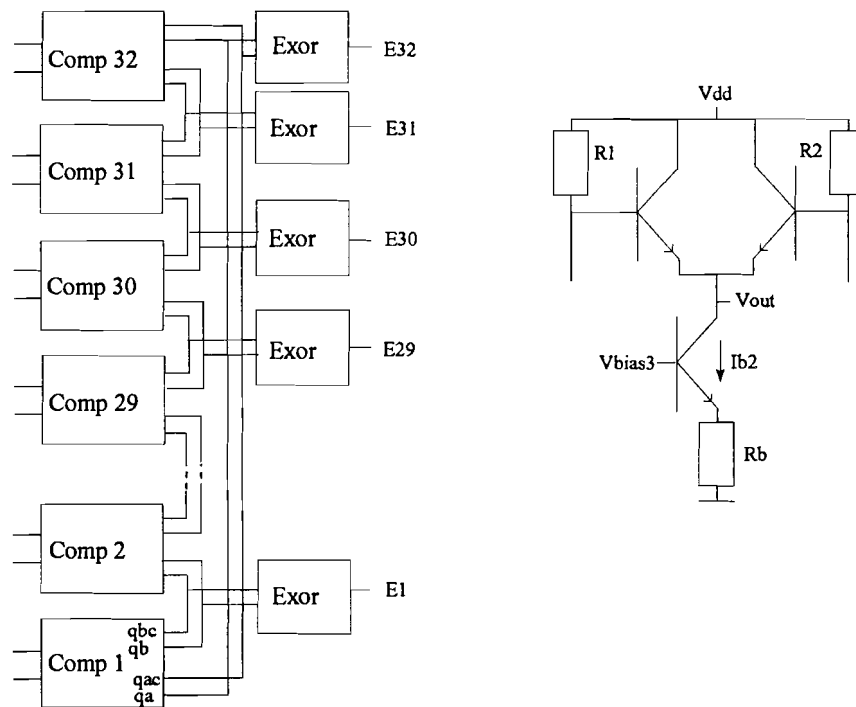 Comp 32
Exor
E32
Exor
E31
Comp 31
Exor
E30
Comp 30
Exor
E29
Comp 29
Comp 2
Exor
E1
Comp 1
qbc
qb
qac
qa
Vdd
R1
R2
Vout
Vbias3
Ib2
Rb